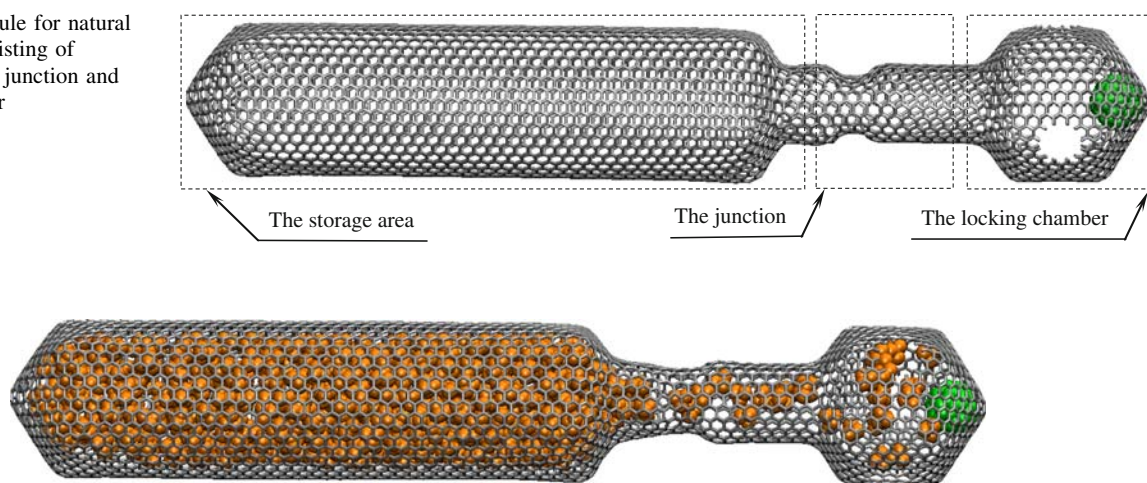 ule for natural
isting of
junction and
r
The storage area
The junction
The locking chamber